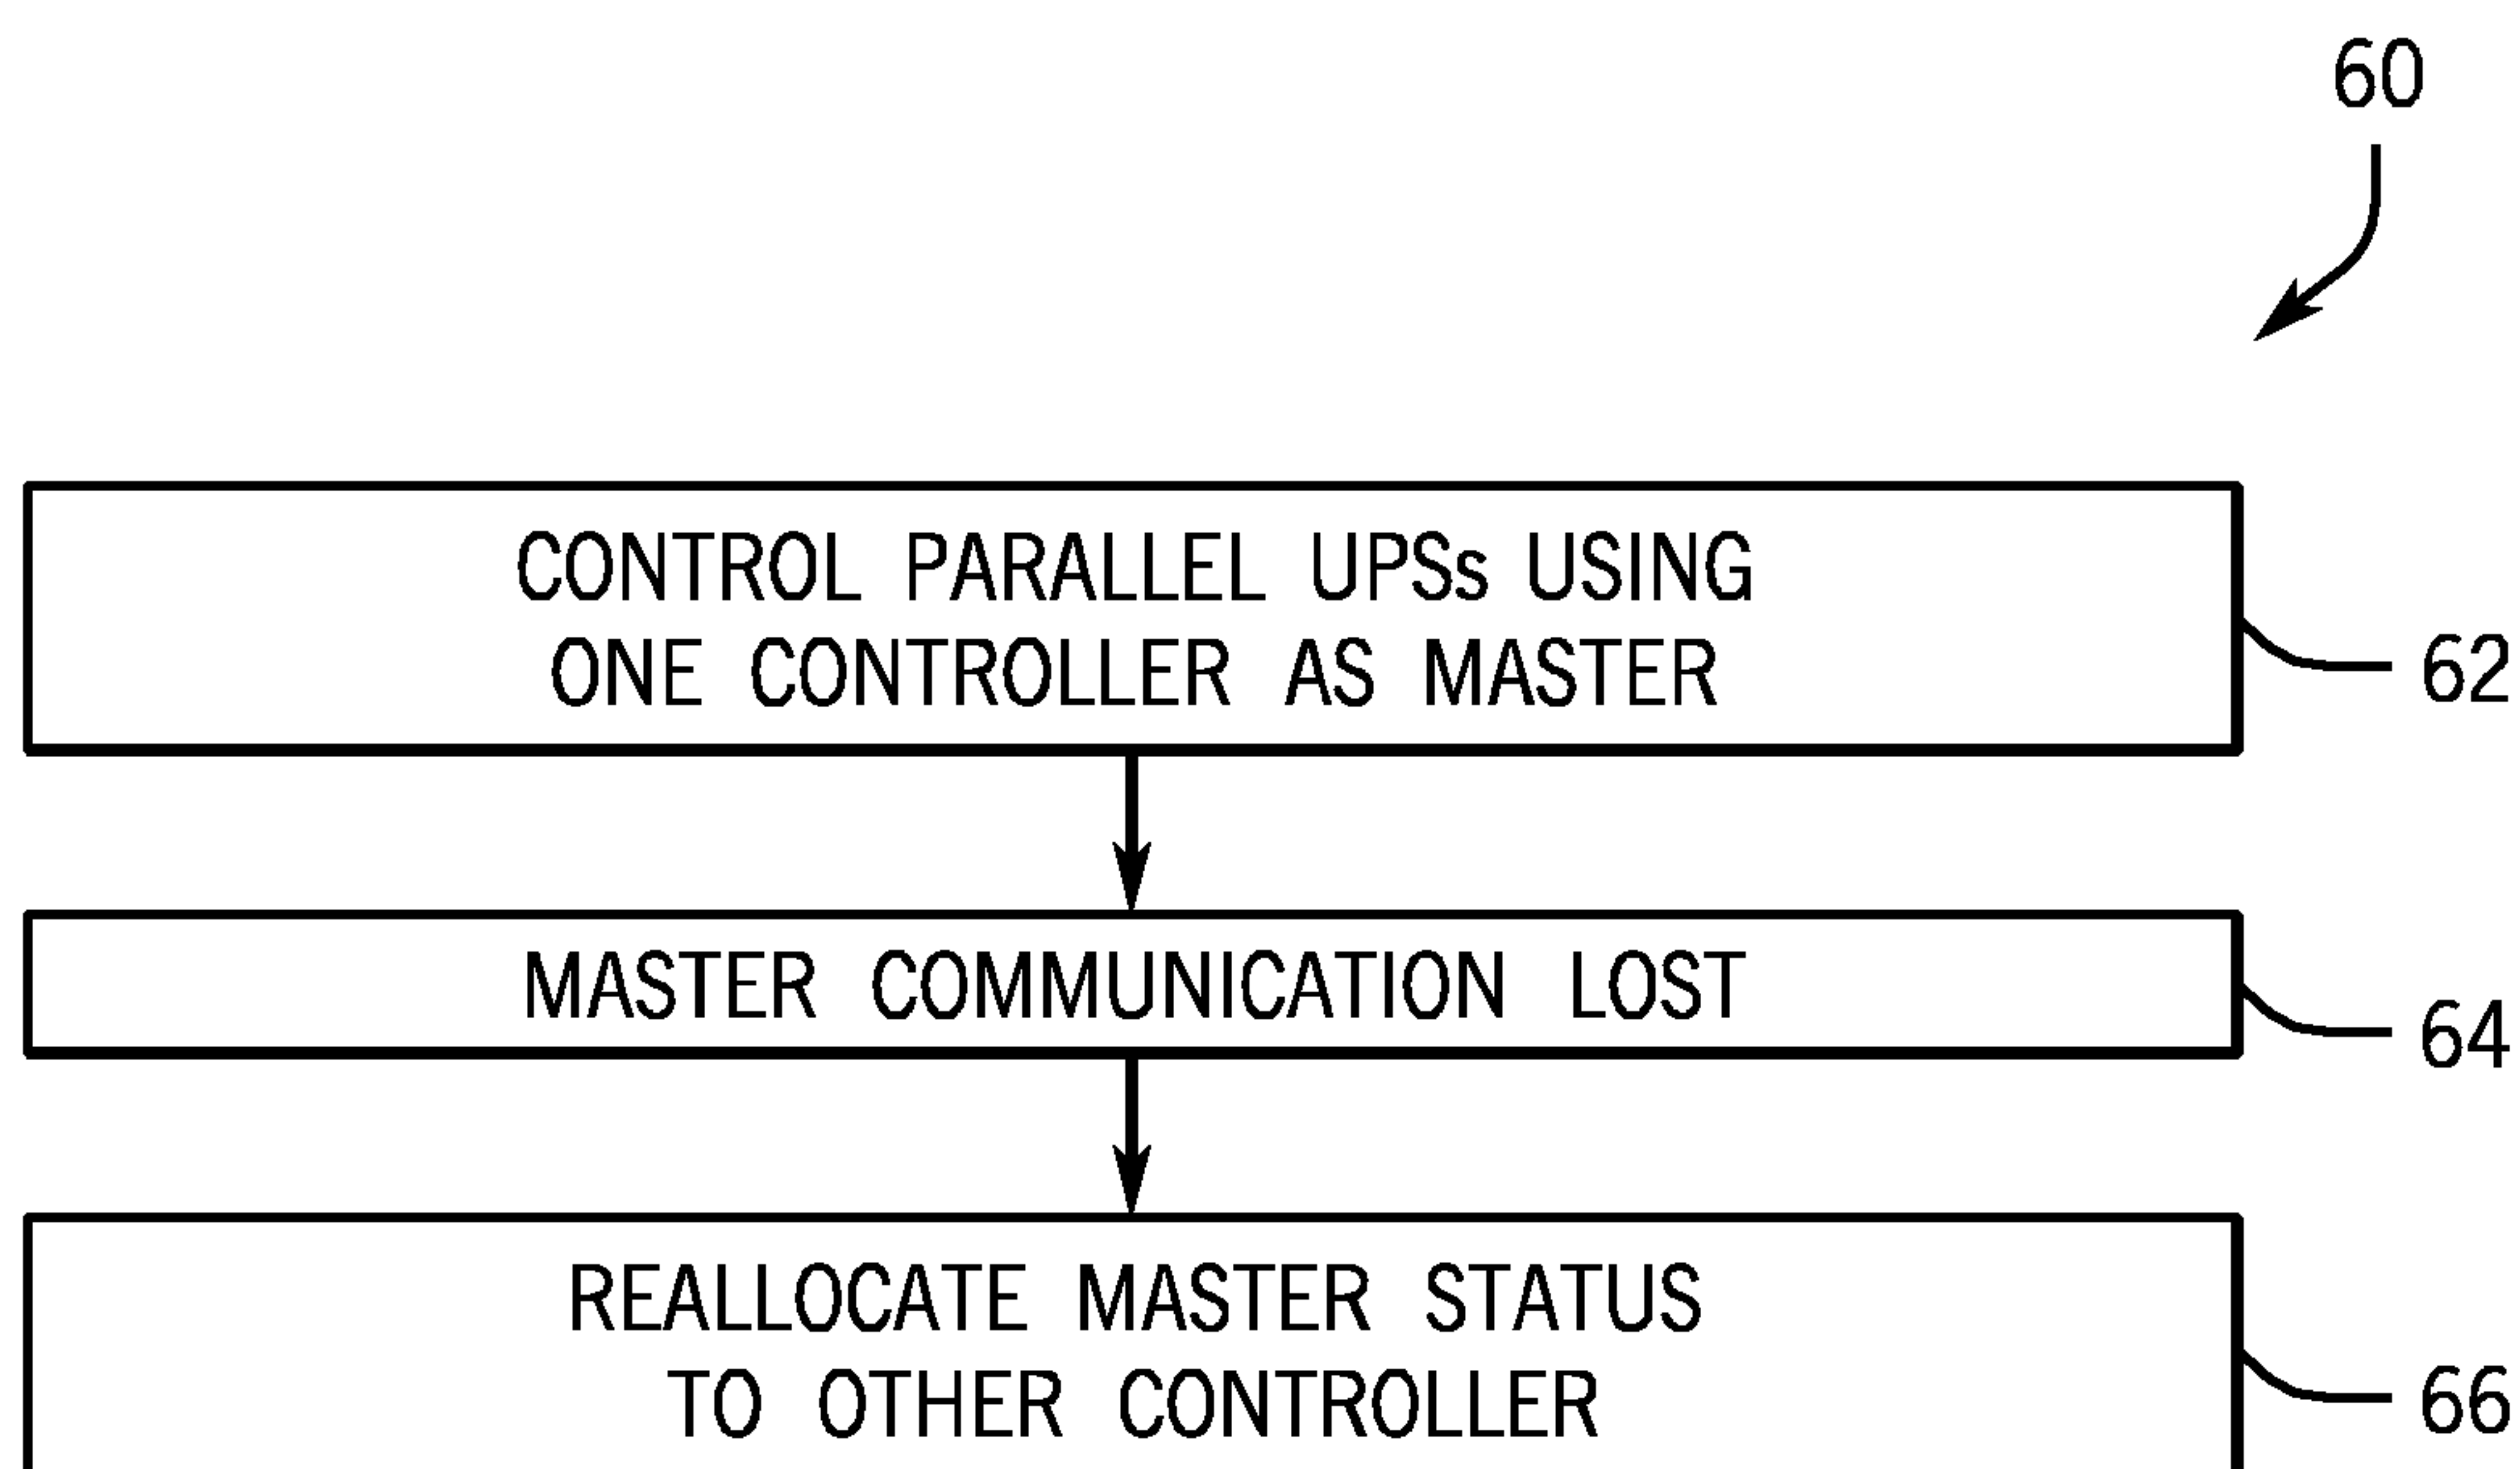 60
CONTROL PARALLEL UPSs USING
ONE CONTROLLER AS MASTER
62
MASTER COMMUNICATION LOST
64
REALLOCATE MASTER STATUS
TO OTHER CONTROLLER
66